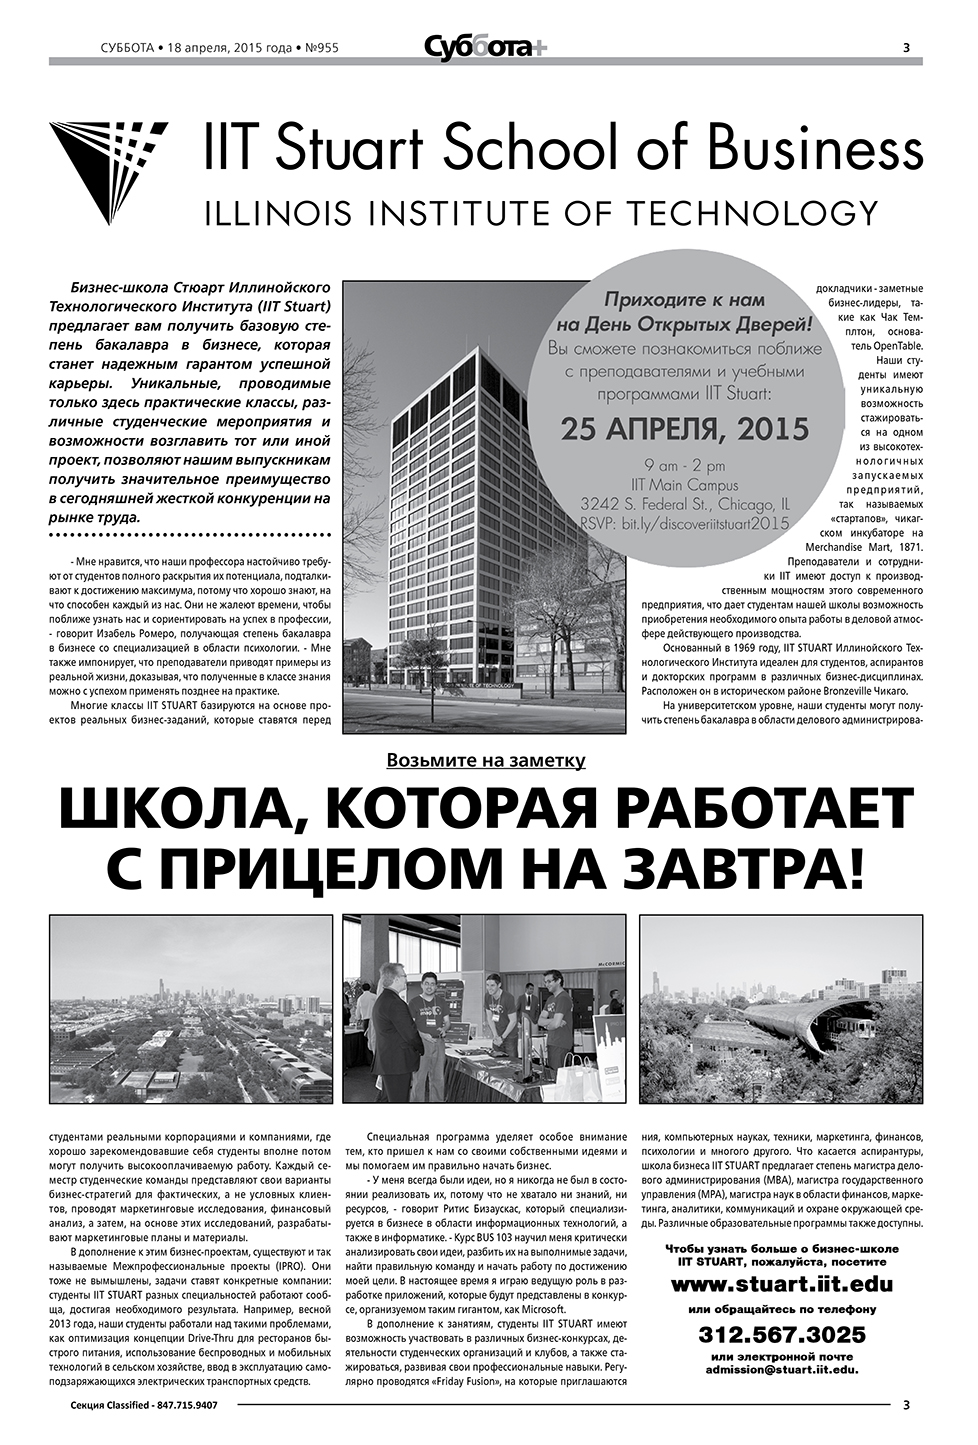 СУББОТА • 18 апреля, 2015 года • №955
Суббота+
3
IIT Stuart School of Business
ILLINOIS INSTITUTE OF TECHNOLOGY
Бизнес-школа Стюарт Иллинойского
Технологического Института (IIT Stuart)
предлагает вам получить базовую сте-
пень бакалавра в бизнесе, которая
станет надежным гарантом успешной
карьеры. Уникальные, проводимые
только здесь практические классы, раз-
личные студенческие мероприятия и
возможности возглавить тот или иной
проект, позволяют нашим выпускникам
получить значительное преимущество
в сегодняшней жесткой конкуренции на
рынке труда.
- Мне нравится, что наши профессора настойчиво требу-
ют от студентов полного раскрытия их потенциала, подталки-
вают к достижению максимума, потому что хорошо знают, на
что способен каждый из нас. Они не жалеют времени, чтобы
поближе узнать нас и сориентировать на успех в профессии,
- говорит Изабель Ромеро, получающая степень бакалавра
в бизнесе со специализацией в области психологии. - Мне
также импонирует, что преподаватели приводят примеры из
реальной жизни, доказывая, что полученные в классе знания
можно с успехом применять позднее на практике.
Многие классы IIT STUART базируются на основе про-
ектов реальных бизнес-заданий, которые ставятся перед
OF TECHNOLOGY
Приходите к нам
на День Открытых Дверей!
Вы сможете познакомиться поближе
с преподавателями и учебными
программами IIT Stuart:
25 АПРЕЛЯ, 2015
9 am - 2 pm
IIT Main Campus
3242 S. Federal St., Chicago, IL
RSVP: bit.ly/discoveriitstuart2015
докладчики - заметные
бизнес-лидеры, та-
кие как Чак Тем-
плтон, основа-
тель OpenTable.
Наши сту-
денты имеют
уникальную
возможность
стажировать-
ся на одном
из высокотех-
нологичных
запускаемых
предприятий,
так называемых
«стартапов», чикаг-
ском инкубаторе на
Merchandise Mart, 1871.
Преподаватели и сотрудни-
ки IIT имеют доступ к производ-
ственным мощностям этого современного
предприятия, что дает студентам нашей школы возможность
приобретения необходимого опыта работы в деловой атмос-
фере действующего производства.
Основанный в 1969 году, IIT STUART Иллинойского Тех-
нологического Института идеален для студентов, аспирантов
и докторских программ в различных бизнес-дисциплинах.
Расположен он в историческом районе Bronzeville Чикаго.
На университетском уровне, наши студенты могут полу-
чить степень бакалавра в области делового администрирова-
Возьмите на заметку
ШКОЛА, КОТОРАЯ РАБОТАЕТ
С ПРИЦЕЛОМ НА ЗАВТРА!
McCORMIC
студентами реальными корпорациями и компаниями, где
хорошо зарекомендовавшие себя студенты вполне потом
могут получить высокооплачиваемую работу. Каждый се-
местр студенческие команды представляют свои варианты
бизнес-стратегий для фактических, а не условных клиен-
тов, проводят маркетинговые исследования, финансовый
анализ, а затем, на основе этих исследований, разрабаты-
вают маркетинговые планы и материалы.
В дополнение к этим бизнес-проектам, существуют и так
называемые Межпрофессиональные проекты (IPRO). Они
тоже не вымышлены, задачи ставят конкретные компании:
студенты IIT STUART разных специальностей работают сооб-
ща, достигая необходимого результата. Например, весной
2013 года, наши студенты работали над такими проблемами,
как оптимизация концепции Drive-Thru для ресторанов бы-
строго питания, использование беспроводных и мобильных
технологий в сельском хозяйстве, ввод в эксплуатацию само-
подзаряжающихся электрических транспортных средств.
Специальная программа уделяет особое внимание
тем, кто пришел к нам со своими собственными идеями и
мы помогаем им правильно начать бизнес.
- У меня всегда были идеи, но я никогда не был в состо-
янии реализовать их, потому что не хватало ни знаний, ни
ресурсов, - говорит Ритис Бизаускас, который специализи-
руется в бизнесе в области информационных технологий, а
также в информатике. - Курс BUS 103 научил меня критически
анализировать свои идеи, разбить их на выполнимые задачи,
найти правильную команду и начать работу по достижению
моей цели. В настоящее время я играю ведущую роль в раз-
работке приложений, которые будут представлены в конкур-
се, организуемом таким гигантом, как Microsoft.
В дополнение к занятиям, студенты IIT STUART имеют
возможность участвовать в различных бизнес-конкурсах, де-
ятельности студенческих организаций и клубов, а также ста-
жироваться, развивая свои профессиональные навыки. Регу-
лярно проводятся «Friday Fusion», на которые приглашаются
ния, компьютерных науках, техники, маркетинга, финансов,
психологии и многого другого. Что касается аспирантуры,
школа бизнеса IIT STUART предлагает степень магистра дело-
вого администрирования (MBA), магистра государственного
управления (MPA), магистра наук в области финансов, марке-
тинга, аналитики, коммуникаций и охране окружающей сре-
ды. Различные образовательные программы также доступны.
Чтобы узнать больше о бизнес-школе
IIT STUART, пожалуйста, посетите
www.stuart.iit.edu
или обращайтесь по телефону
312.567.3025
или электронной почте
admission@stuart.iit.edu.
Секция Classified - 847.715.9407
3